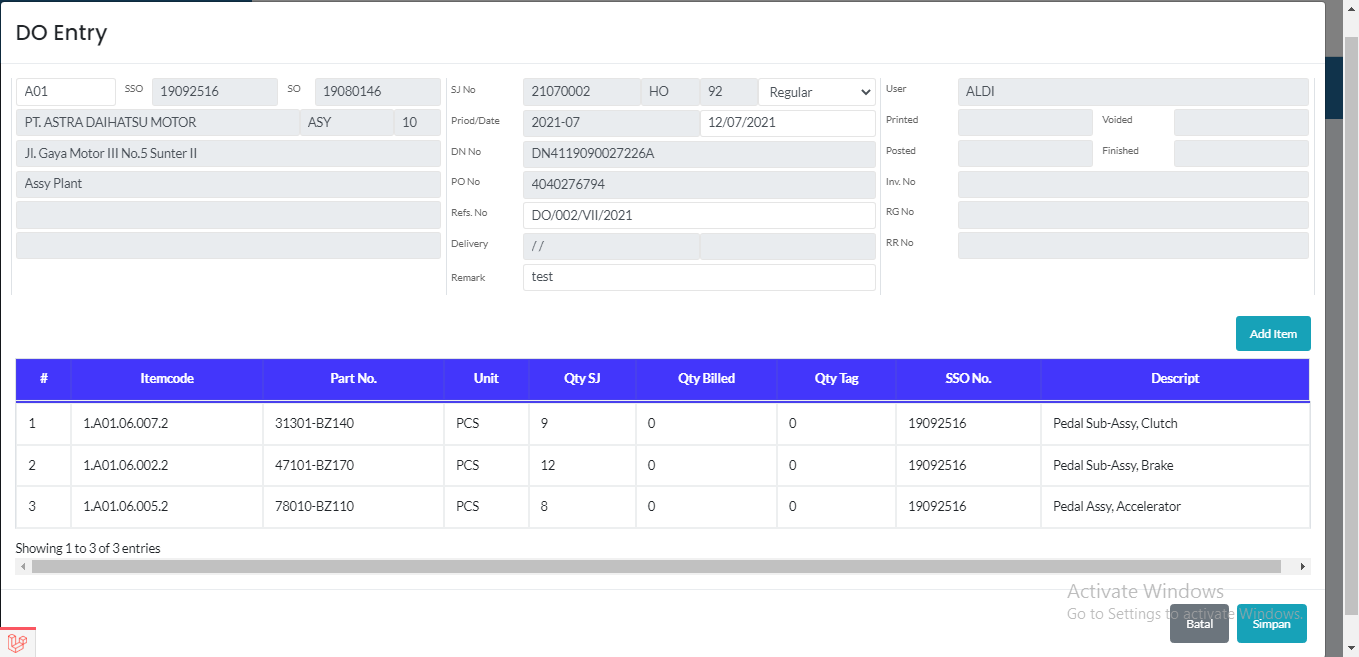 DO Entry
A01 SSO 19092516 SO 19080146
PT. ASTRA DAIHATSU MOTOR ASY 10
Jl. Gaya Motor III No.5 Sunter II
Assy Plant
SJ No 21070002 HO 92 Regular
Priod/Date 2021-07 12/07/2021
DN No DN4119090027226A
PO No 4040276794
Refs. No DO/002/VII/2021
Delivery / /
Remark test
User ALDI
Printed Voided
Posted Finished
Inv. No
RG No
RR No
Add Item
# Itemcode Part No. Unit Qty SJ Qty Billed Qty Tag SSO No. Descript
1 1.A01.06.007.2 31301-BZ140 PCS 9 0 0 19092516 Pedal Sub-Assy, Clutch
2 1.A01.06.002.2 47101-BZ170 PCS 12 0 0 19092516 Pedal Sub-Assy, Brake
3 1.A01.06.005.2 78010-BZ110 PCS 8 0 0 19092516 Pedal Assy, Accelerator
Showing 1 to 3 of 3 entries
Activate Windows
Go to Settings to activate Windows.
Batal Simpan